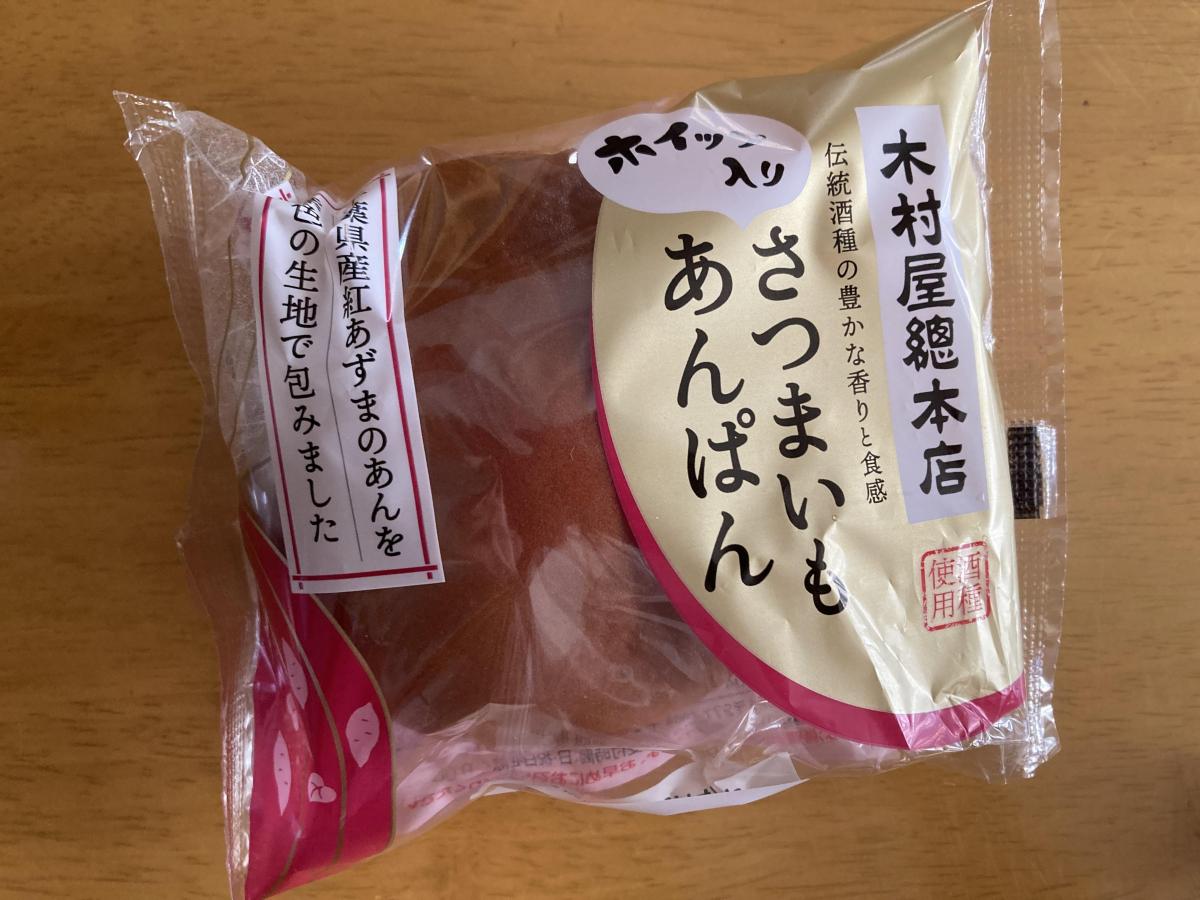 木村屋總本店
伝統酒種の豊かな香りと食感
ホイップ
入り
さつまいも
あんぱん
酒種
使用
葉県産紅あずまのあんを
色の生地で包みました